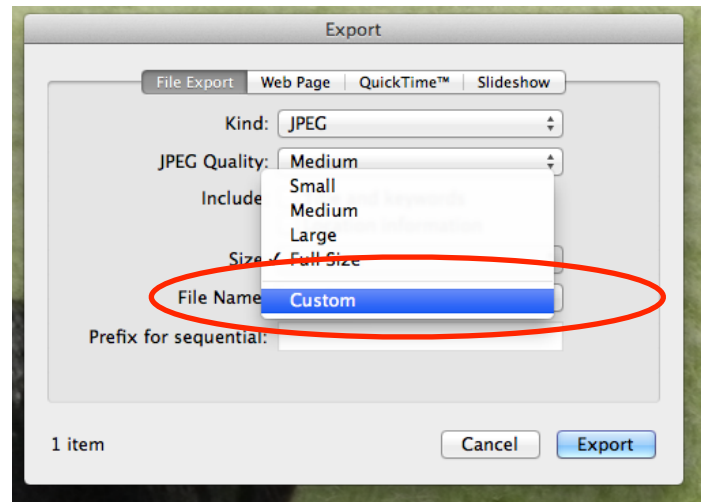 Export
File Export Web Page QuickTime™ Slideshow
Kind: JPEG
JPEG Quality: Medium
Small
Include
Medium
Large
Size ✓ Full Size
File Name Custom
Prefix for sequential:
1 item Cancel Export